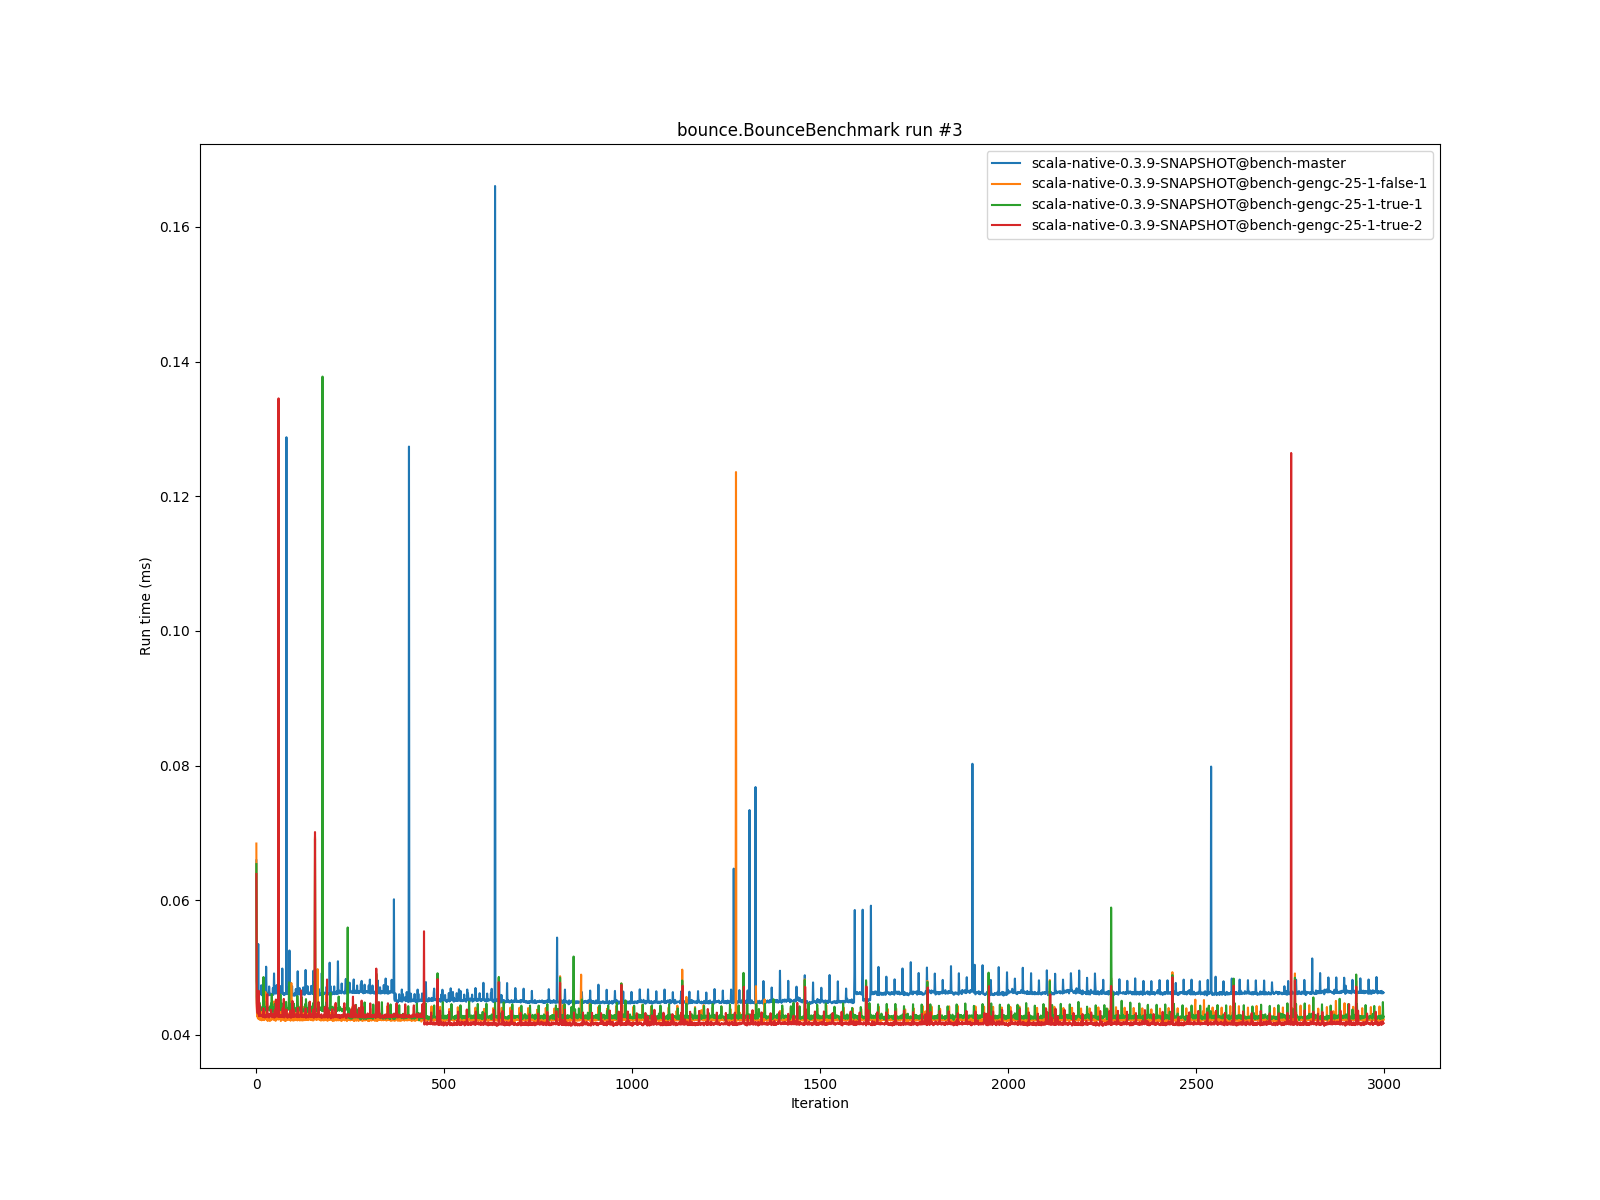 bounce.BounceBenchmark run #3
scala-native-0.3.9-SNAPSHOT@bench-master
scala-native-0.3.9-SNAPSHOT@bench-gengc-25-1-false-1
scala-native-0.3.9-SNAPSHOT@bench-gengc-25-1-true-1
scala-native-0.3.9-SNAPSHOT@bench-gengc-25-1-true-2
0.16
0.14
0.12
0.10
0.08
0.06
0.04
Run time (ms)
0 500 1000 1500 2000 2500 3000
Iteration